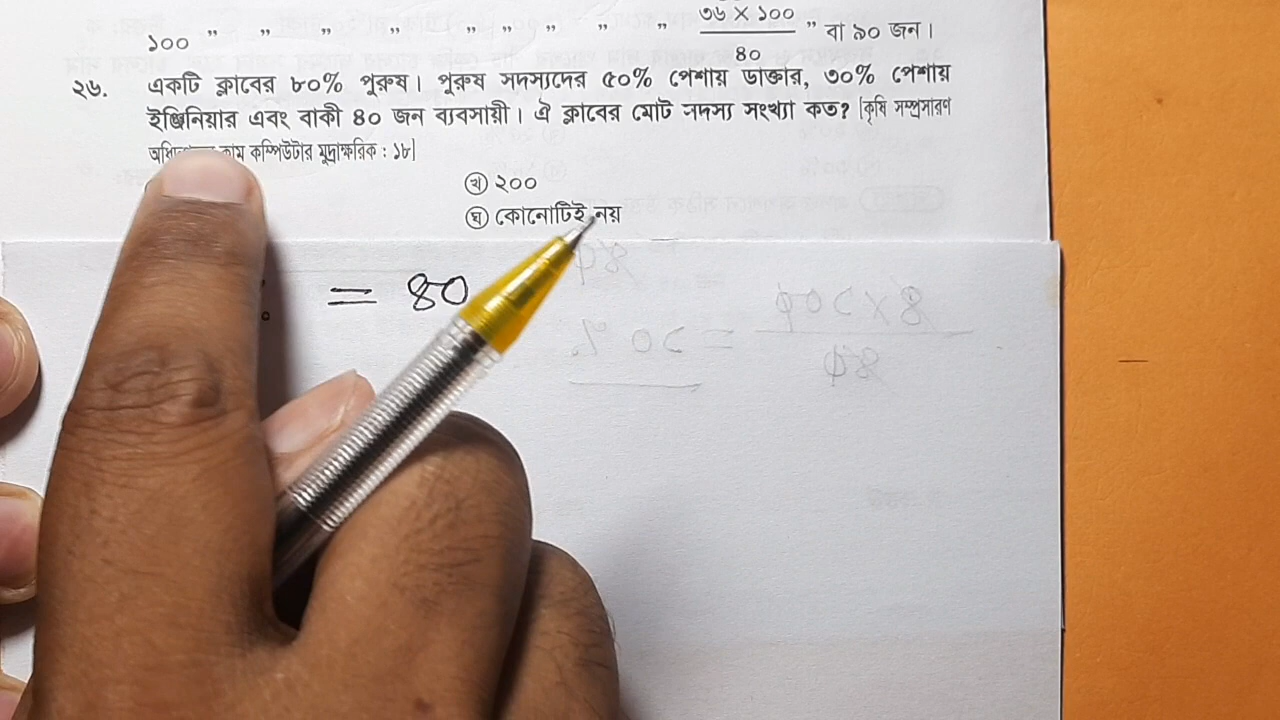 ৩৬ X ১০০
১০০ " " " " " " " " " " বা ৯০ জন।
৪০
২৬. একটি ক্লাবের ৮০% পুরুষ। পুরুষ সদস্যদের ৫০% পেশায় ডাক্তার, ৩০% পেশায়
ইঞ্জিনিয়ার এবং বাকী ৪০ জন ব্যবসায়ী। ঐ ক্লাবের মোট সদস্য সংখ্যা কত? [কৃষি সম্প্রসারণ
কাম কম্পিউটার মুদ্রাক্ষরিক : ১৮]
(খ) ২০০
(ঘ) কোনোটিই নয়
= ৪০